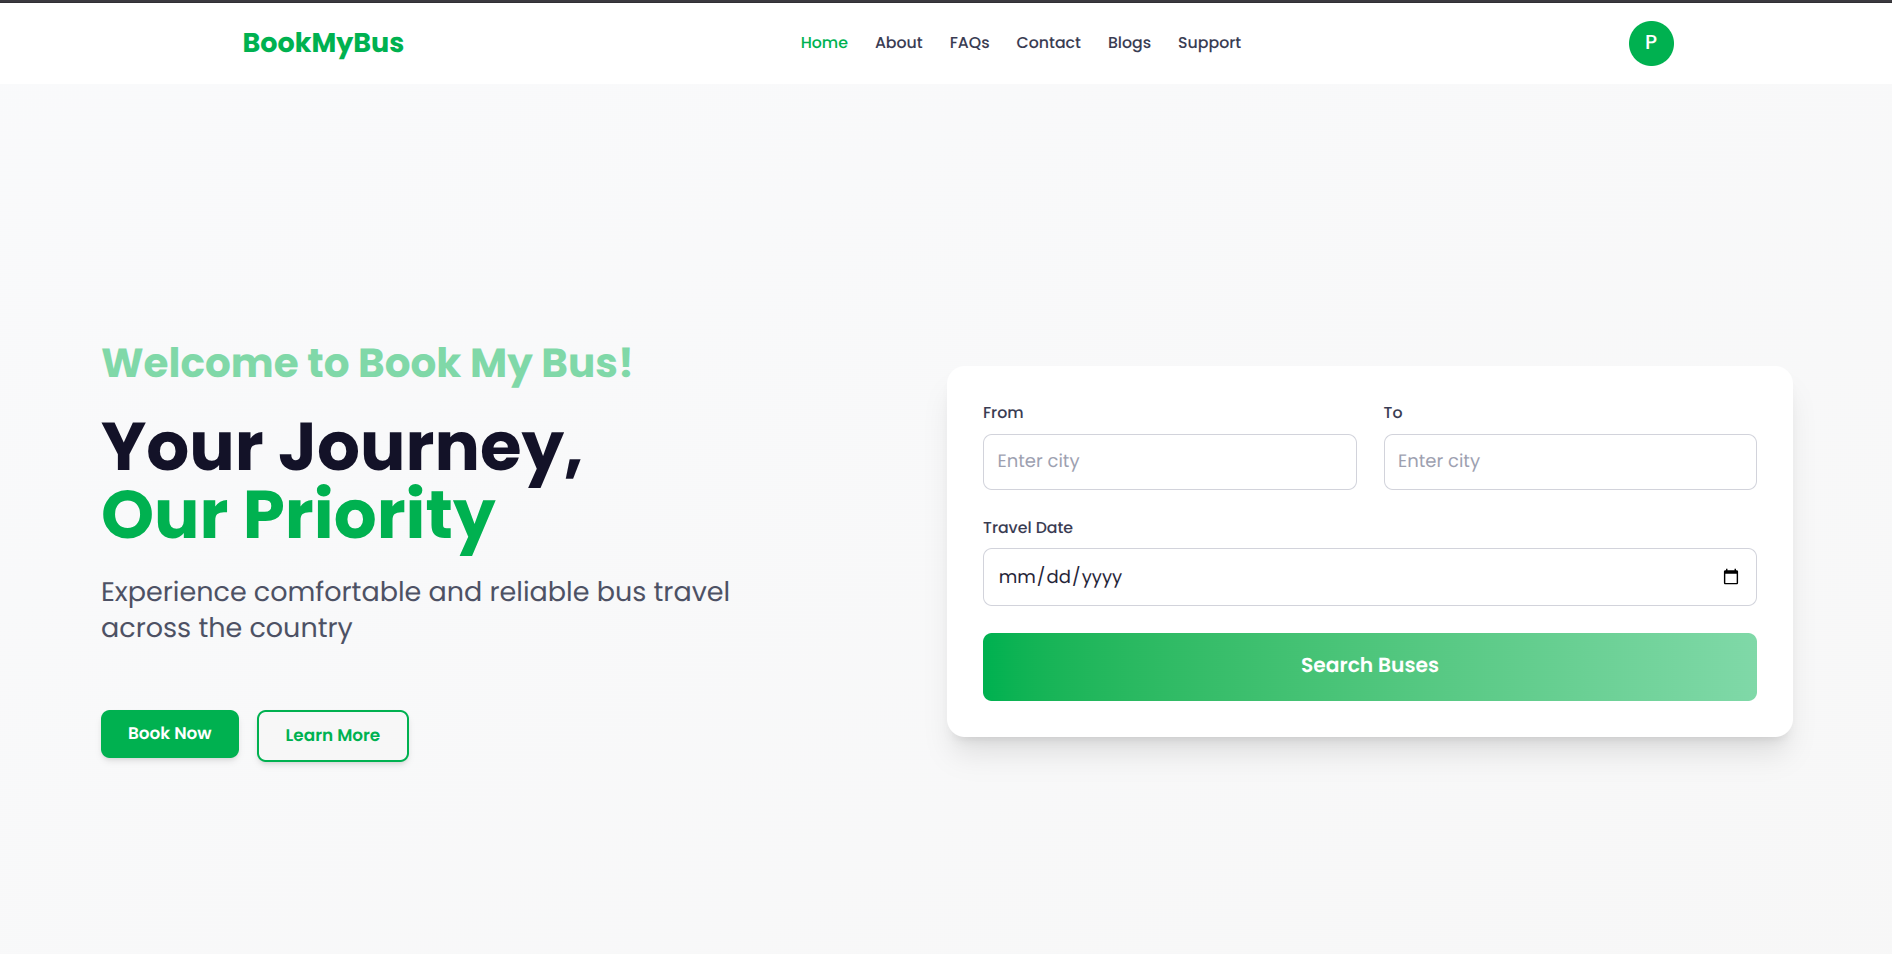 BookMyBus
Home About FAQs Contact Blogs Support
P
Welcome to Book My Bus!
Your Journey,
Our Priority
Experience comfortable and reliable bus travel
across the country
Book Now
Learn More
From
To
Enter city
Enter city
Travel Date
mm/dd/yyyy
Search Buses